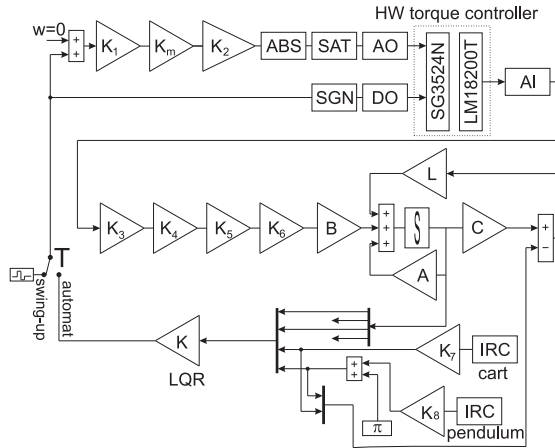 HW torque controller
w=0
+
+
K1
Km
K2
ABS
SAT
AO
SG3524N
LM18200T
AI
SGN
DO
L
K3
K4
K5
K6
B
+
+
+
∫
C
+
−
A
T
swing-up
automat
K
LQR
K7
IRC
cart
+
+
π
K8
IRC
pendulum